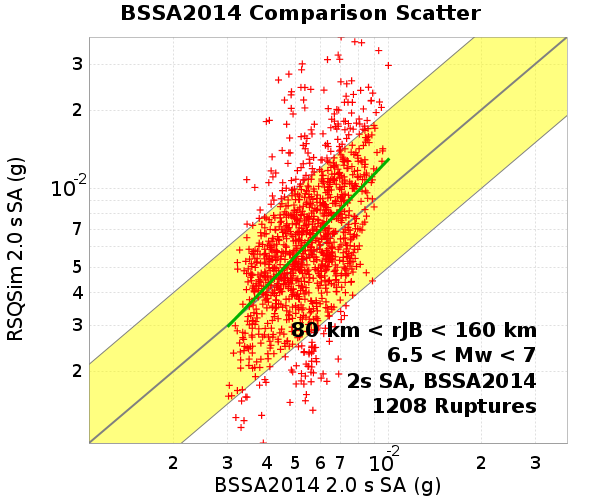 BSSA2014 Comparison Scatter
RSQSim 2.0 s SA (g)
3
2
10-2
7
5
4
3
2
80 km < rJB < 160 km
6.5 < Mw < 7
2s SA, BSSA2014
1208 Ruptures
2 3 4 5 6 7 10-2 2 3
BSSA2014 2.0 s SA (g)